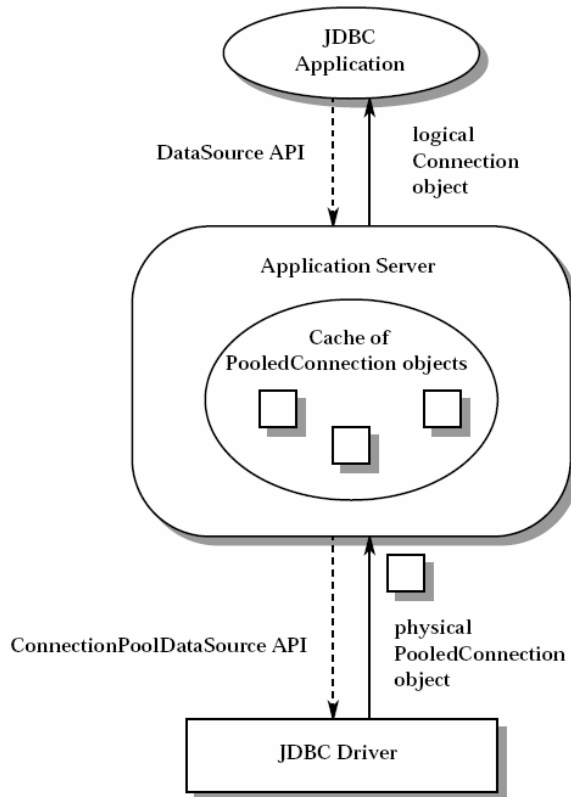 JDBC
Application
DataSource API
logical
Connection
object
Application Server
Cache of
PooledConnection objects
ConnectionPoolDataSource API
physical
PooledConnection
object
JDBC Driver